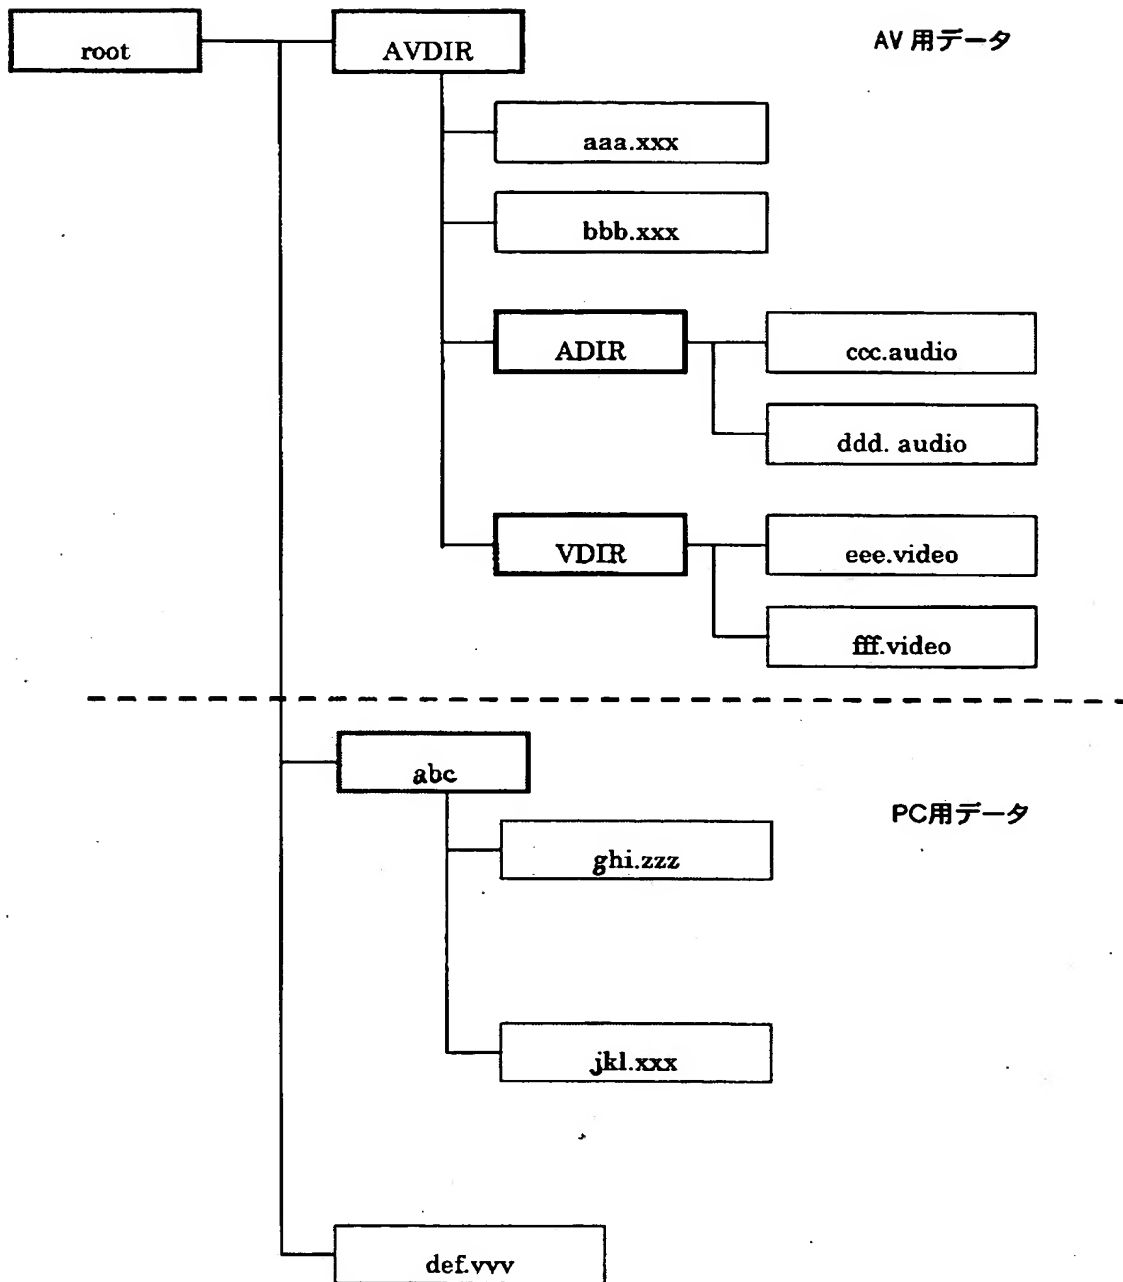 root
AVDIR
AV 用データ
aaa.xxx
bbb.xxx
ADIR
ccc.audio
ddd. audio
VDIR
eee.video
fff.video
abc
PC用データ
ghi.zzz
jkl.xxx
def.vvv